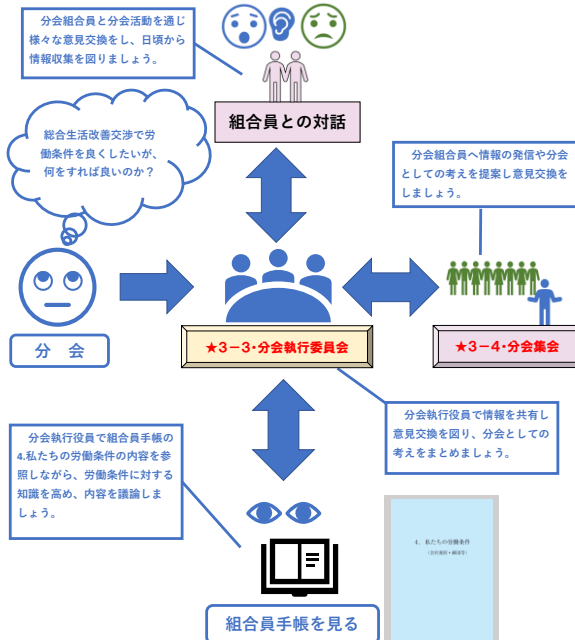 分会組合員と分会活動を通じ
様々な意見交換をし、日頃から
情報収集を図りましょう。
組合員との対話
総合生活改善交渉で労
働条件を良くしたいが、
何をすれば良いのか？
分会組合員へ情報の発信や分会
としての考えを提案し意見交換を
しましょう。
分　会
★3－3・分会執行委員会
★3－4・分会集会
分会執行役員で情報を共有し
意見交換を図り、分会としての
考えをまとめましょう。
分会執行役員で組合員手帳の
4.私たちの労働条件の内容を参
照しながら、労働条件に対する
知識を高め、内容を議論しま
しょう。
4．私たちの労働条件
組合員手帳を見る